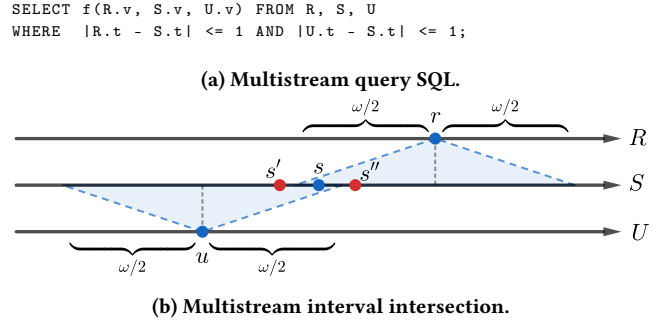 SELECT f(R.v, S.v, U.v) FROM R, S, U
WHERE |R.t - S.t| <= 1 AND |U.t - S.t| <= 1;
(a) Multistream query SQL.
ω/2 r ω/2
R
s′ s s″ S
U
ω/2 u ω/2
(b) Multistream interval intersection.